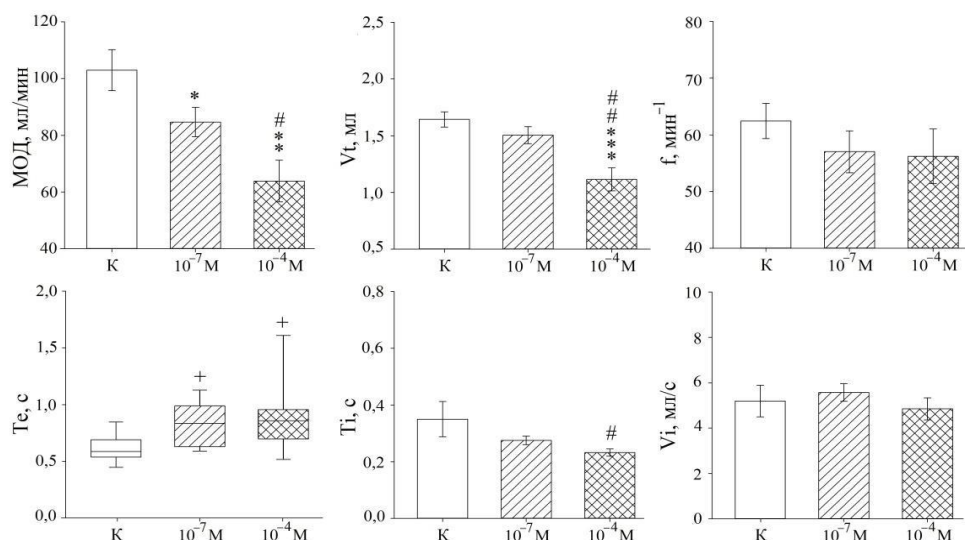 МОД, мл/мин
120
100
80
60
40
*
#
**
К
10⁻⁷М
10⁻⁴М
Vt, мл
2,5
2,0
1,5
1,0
0,5
##
***
К
10⁻⁷М
10⁻⁴М
f, мин⁻¹
80
70
60
50
40
К
10⁻⁷М
10⁻⁴М
Te, с
2,0
1,5
1,0
0,5
0,0
+
+
К
10⁻⁷М
10⁻⁴М
Ti, с
0,8
0,6
0,4
0,2
0,0
#
К
10⁻⁷М
10⁻⁴М
Vi, мл/с
10
8
6
4
2
0
К
10⁻⁷М
10⁻⁴М